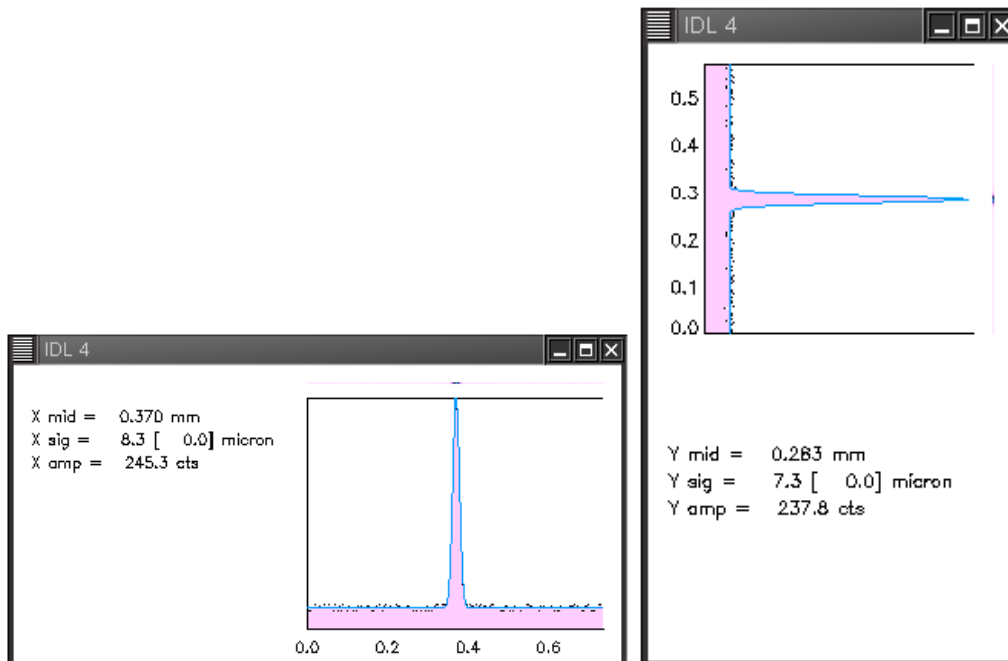 IDL 4
X mid = 0.370 mm
X sig = 8.3 [ 0.0] micron
X amp = 245.3 cts
0.0 0.2 0.4 0.6
IDL 4
0.5
0.4
0.3
0.2
0.1
0.0
Y mid = 0.283 mm
Y sig = 7.3 [ 0.0] micron
Y amp = 237.8 cts